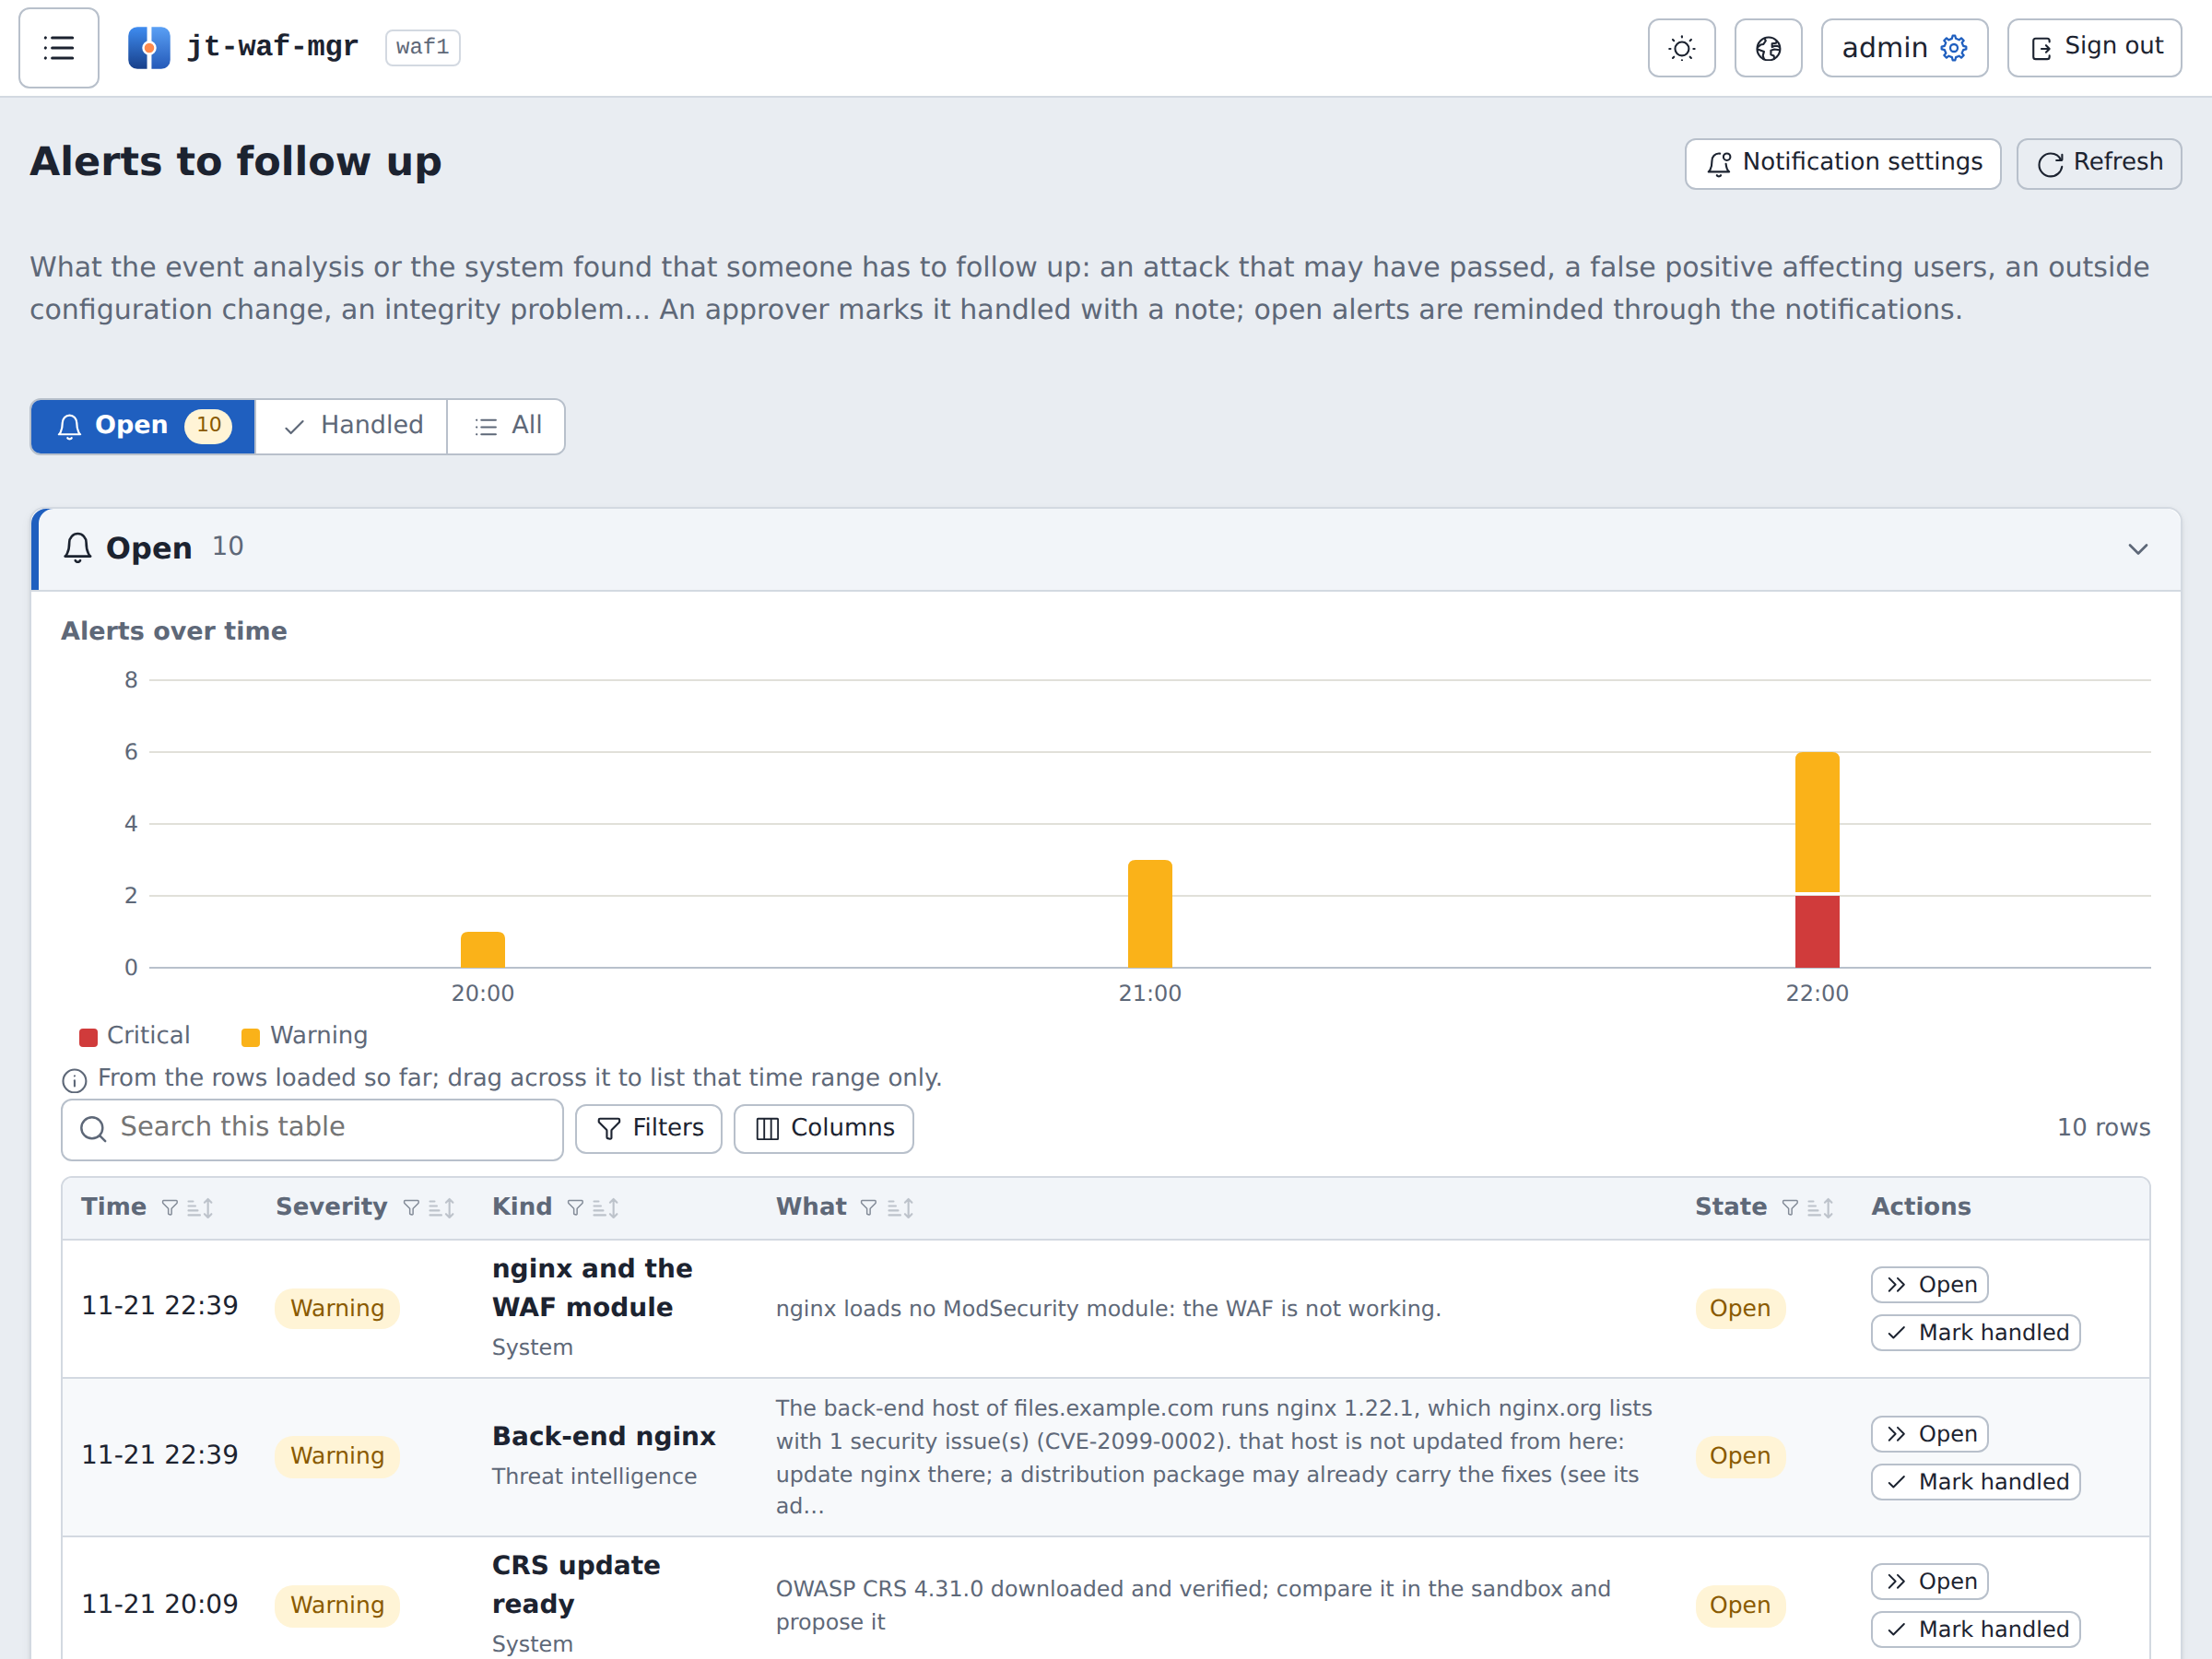 jt-waf-mgr waf1 admin Sign out
Alerts to follow up
Notification settings Refresh
What the event analysis or the system found that someone has to follow up: an attack that may have passed, a false positive affecting users, an outside
configuration change, an integrity problem... An approver marks it handled with a note; open alerts are reminded through the notifications.
Open 10 Handled All
Open 10
Alerts over time
8
6
4
2
0
20:00 21:00 22:00
Critical Warning
From the rows loaded so far; drag across it to list that time range only.
Search this table Filters Columns 10 rows
Time Severity Kind What State Actions
11-21 22:39 Warning
nginx and the
WAF module
System
nginx loads no ModSecurity module: the WAF is not working.
Open
Open
Mark handled
11-21 22:39 Warning
Back-end nginx
Threat intelligence
The back-end host of files.example.com runs nginx 1.22.1, which nginx.org lists
with 1 security issue(s) (CVE-2099-0002). that host is not updated from here:
update nginx there; a distribution package may already carry the fixes (see its
ad…
Open
Open
Mark handled
11-21 20:09 Warning
CRS update
ready
System
OWASP CRS 4.31.0 downloaded and verified; compare it in the sandbox and
propose it
Open
Open
Mark handled